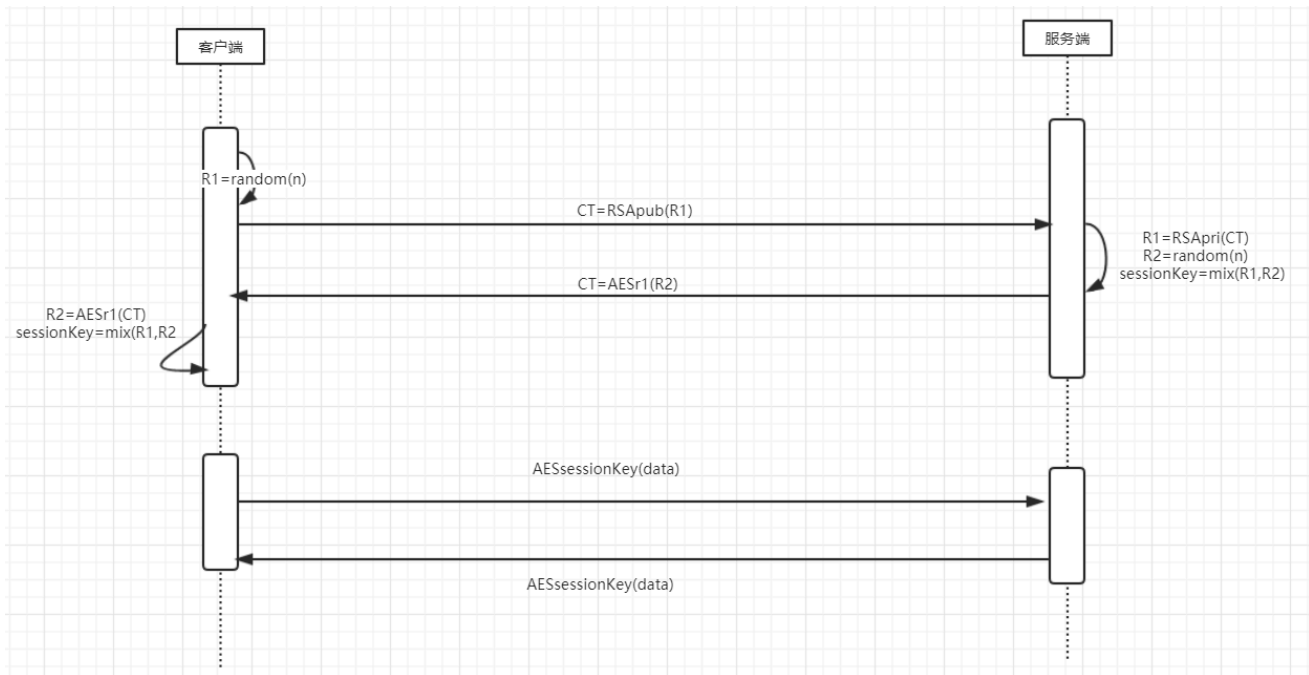 客户端
服务端
R1=random(n)
CT=RSApub(R1)
R1=RSApri(CT)
R2=random(n)
sessionKey=mix(R1,R2)
CT=AESr1(R2)
R2=AESr1(CT)
sessionKey=mix(R1,R2
AESsessionKey(data)
AESsessionKey(data)